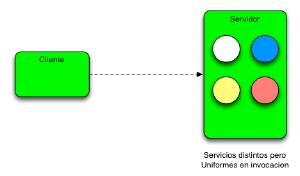 Cliente
Servidor
Servicios distintos pero
Uniformes en invocacion